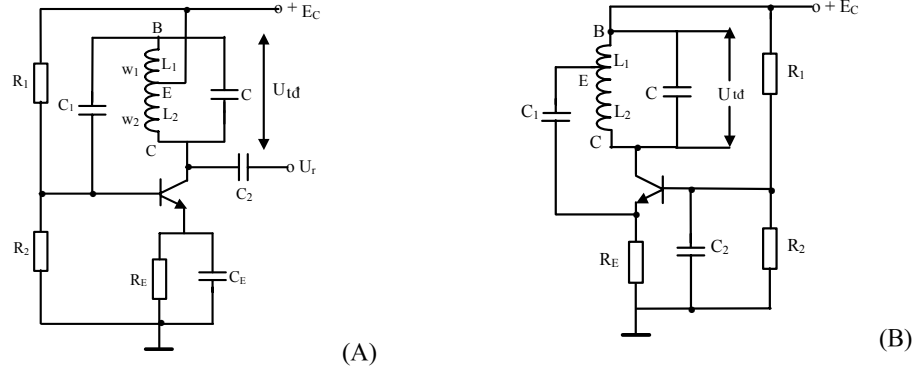 + E_C
B
R₁
w₁
L₁
C₁
E
C
U_tđ
w₂
L₂
C
C₂
U_r
R₂
R_E
C_E
(A)
+ E_C
B
L₁
R₁
E
C
U_tđ
C₁
L₂
C
C₂
R₂
R_E
(B)